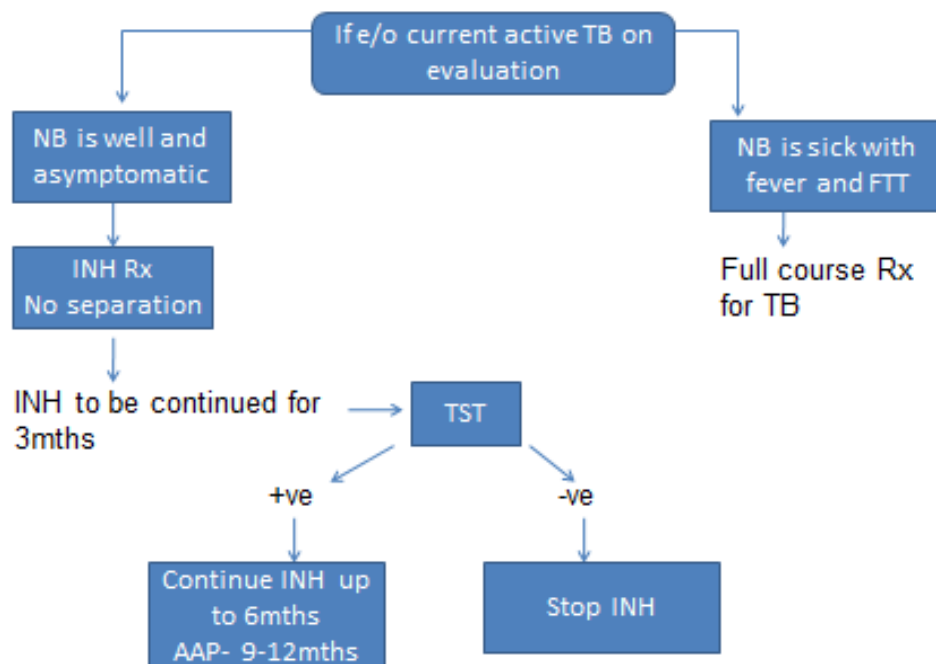 If e/o current active TB on
evaluation
NB is well and
asymptomatic
NB is sick with
fever and FTT
INH Rx
No separation
Full course Rx
for TB
INH to be continued for
3mths
TST
+ve
-ve
Continue INH up
to 6mths
AAP- 9-12mths
Stop INH